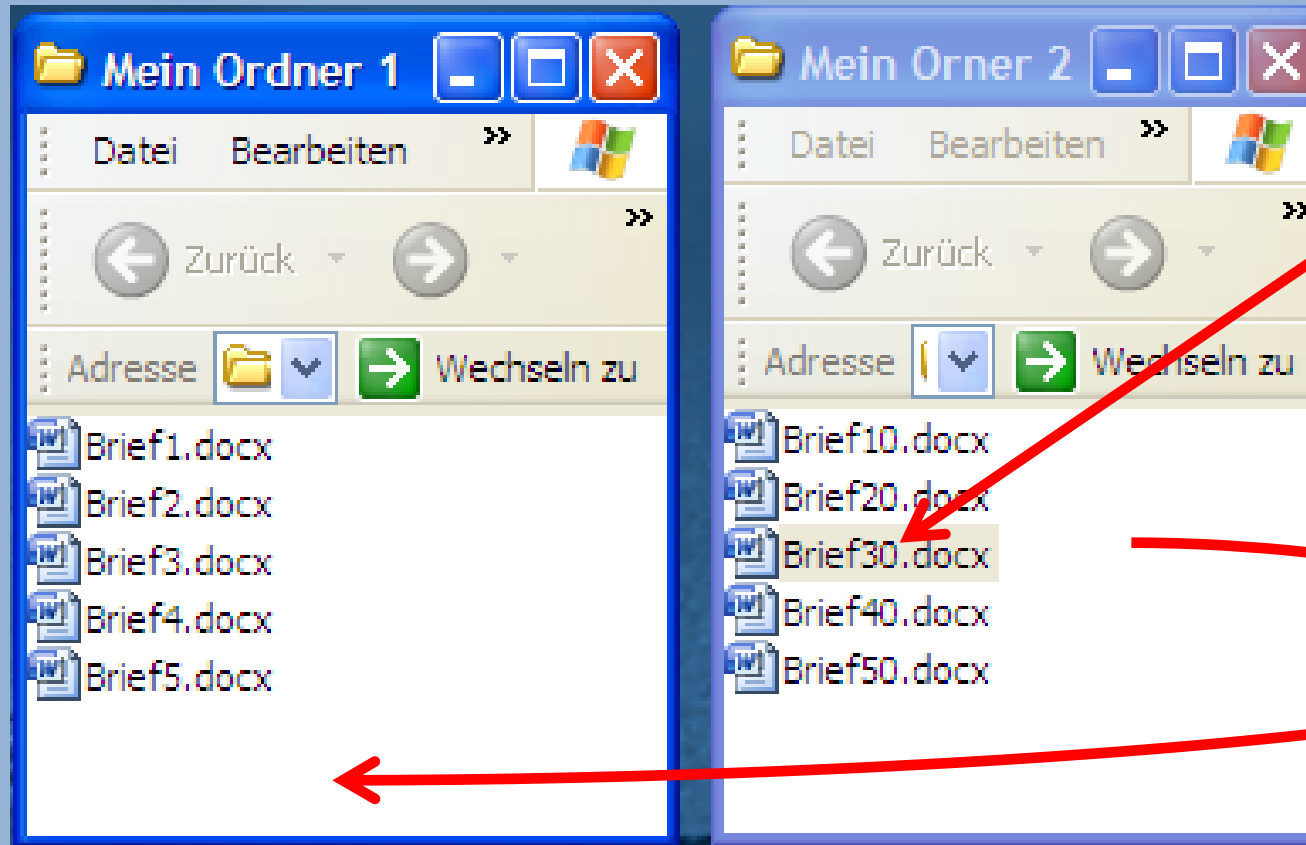 Mein Ordner 1
Datei Bearbeiten »
Zurück
»
Adresse Wechseln zu
Brief1.docx
Brief2.docx
Brief3.docx
Brief4.docx
Brief5.docx
Mein Orner 2
Datei Bearbeiten »
Zurück
»
Adresse Wechseln zu
Brief10.docx
Brief20.docx
Brief30.docx
Brief40.docx
Brief50.docx